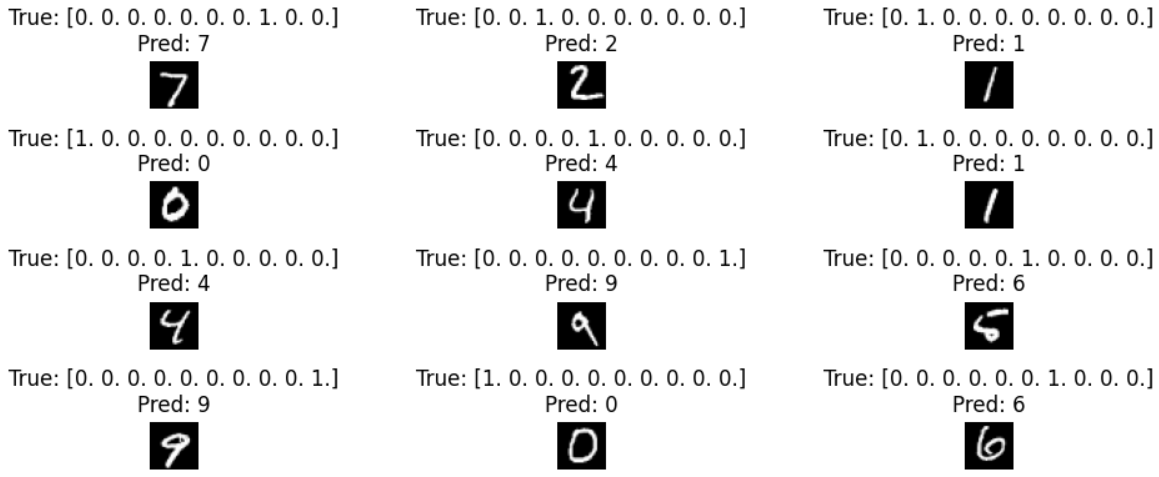 True: [0. 0. 0. 0. 0. 0. 0. 1. 0. 0.] True: [0. 0. 1. 0. 0. 0. 0. 0. 0. 0.] True: [0. 1. 0. 0. 0. 0. 0. 0. 0. 0.]
Pred: 7 Pred: 2 Pred: 1
7 2 1
True: [1. 0. 0. 0. 0. 0. 0. 0. 0. 0.] True: [0. 0. 0. 0. 1. 0. 0. 0. 0. 0.] True: [0. 1. 0. 0. 0. 0. 0. 0. 0. 0.]
Pred: 0 Pred: 4 Pred: 1
0 4 1
True: [0. 0. 0. 0. 1. 0. 0. 0. 0. 0.] True: [0. 0. 0. 0. 0. 0. 0. 0. 0. 1.] True: [0. 0. 0. 0. 0. 1. 0. 0. 0. 0.]
Pred: 4 Pred: 9 Pred: 6
4 9 5
True: [0. 0. 0. 0. 0. 0. 0. 0. 0. 1.] True: [1. 0. 0. 0. 0. 0. 0. 0. 0. 0.] True: [0. 0. 0. 0. 0. 0. 1. 0. 0. 0.]
Pred: 9 Pred: 0 Pred: 6
9 0 6